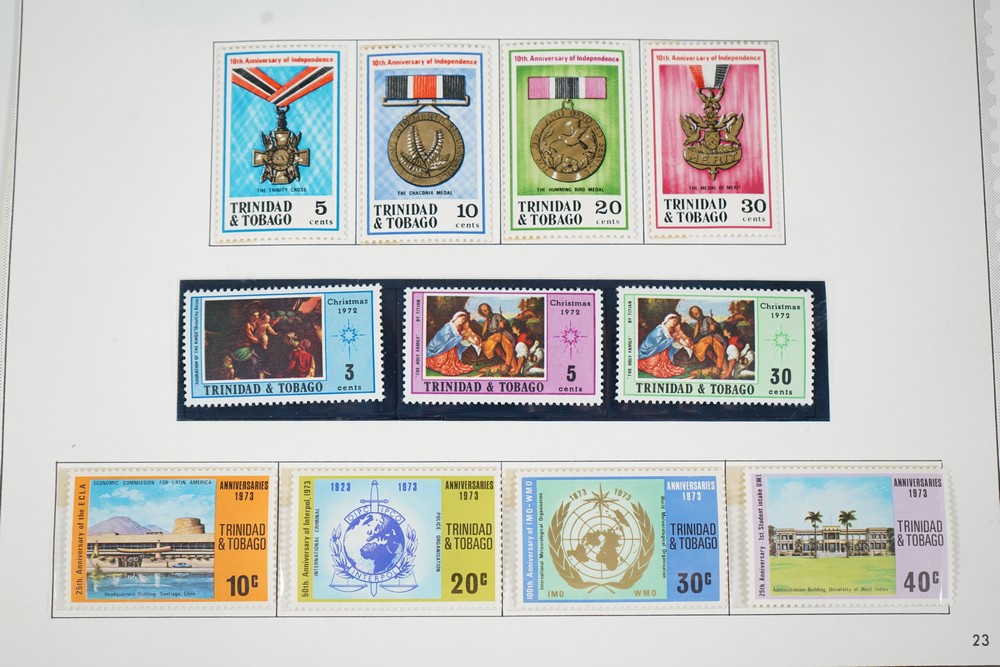 10th Anniversary of Independence
THE TRINITY CROSS
TRINIDAD & TOBAGO
5 cents
10th Anniversary of Independence
THE CHACONIA MEDAL
TRINIDAD & TOBAGO
10 cents
10th Anniversary of Independence
THE HUMMING BIRD MEDAL
TRINIDAD & TOBAGO
20 cents
10th Anniversary of Independence
MERIT
THE MEDAL OF MERIT
TRINIDAD & TOBAGO
30 cents
Christmas
1972
3
cents
TRINIDAD & TOBAGO
"THE HOLY FAMILY" BY TITIAN
Christmas
1972
5
cents
TRINIDAD & TOBAGO
"THE HOLY FAMILY" BY TITIAN
Christmas
1972
30
cents
TRINIDAD & TOBAGO
25th Anniversary of the E.C.L.A
ECONOMIC COMMISSION FOR LATIN AMERICA
Headquarters Building Santiago, Chile
ANNIVERSARIES
1973
TRINIDAD
& TOBAGO
10c
50th Anniversary of Interpol, 1973
INTERNATIONAL CRIMINAL
POLICE ORGANISATION
1923 1973
OIPC ICPO
INTERPOL
ANNIVERSARIES
1973
TRINIDAD
& TOBAGO
20c
100th Anniversary of IMO-WMO
International Meteorological Organisation
World Meteorological Organisation
1873 1973
IMO WMO
ANNIVERSARIES
1973
TRINIDAD
& TOBAGO
30c
25th Anniversary - 1st Student intake UWI
Administration-Building University of West Indies
ANNIVERSARIES
1973
TRINIDAD
& TOBAGO
40c
23